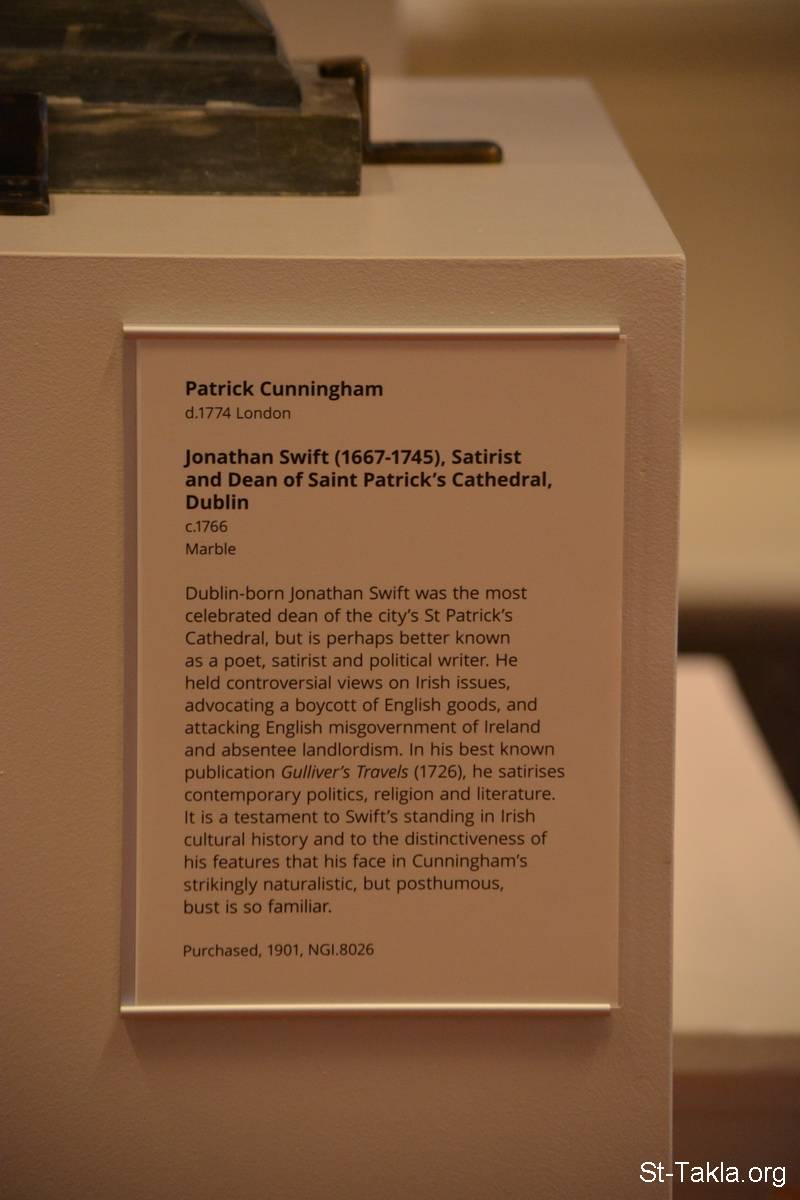 Patrick Cunningham
d.1774 London
Jonathan Swift (1667-1745), Satirist
and Dean of Saint Patrick's Cathedral,
Dublin
c.1766
Marble
Dublin-born Jonathan Swift was the most
celebrated dean of the city's St Patrick's
Cathedral, but is perhaps better known
as a poet, satirist and political writer. He
held controversial views on Irish issues,
advocating a boycott of English goods, and
attacking English misgovernment of Ireland
and absentee landlordism. In his best known
publication Gulliver's Travels (1726), he satirises
contemporary politics, religion and literature.
It is a testament to Swift's standing in Irish
cultural history and to the distinctiveness of
his features that his face in Cunningham's
strikingly naturalistic, but posthumous,
bust is so familiar.
Purchased, 1901, NGI.8026
St-Takla.org